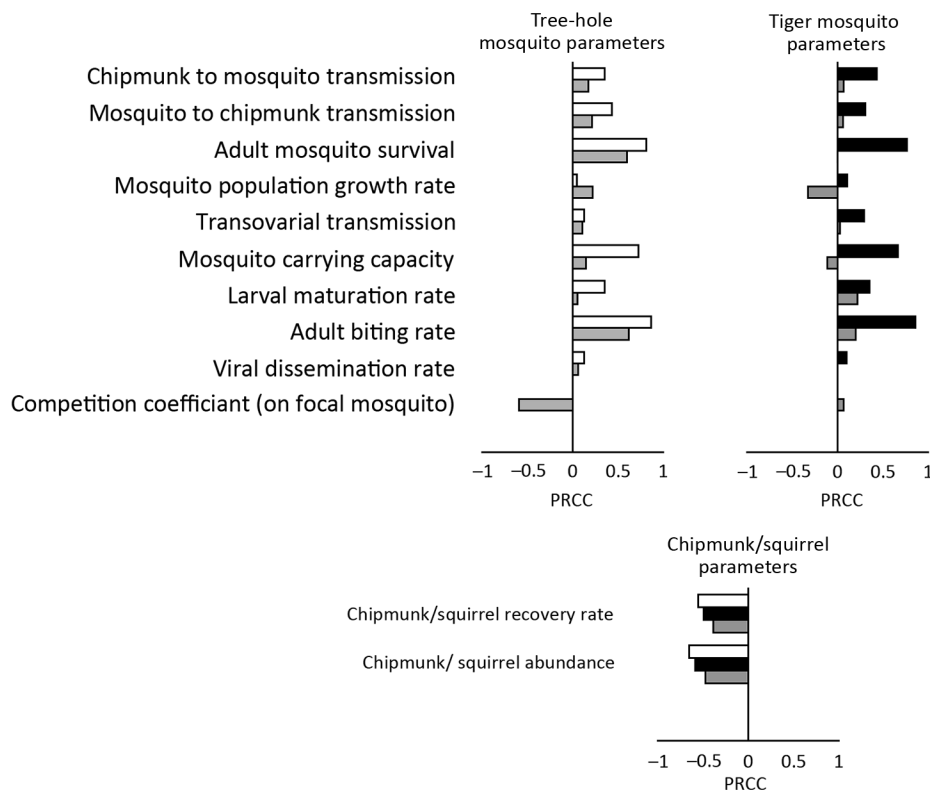 Tree-hole
mosquito parameters
Tiger mosquito
parameters
Chipmunk to mosquito transmission
Mosquito to chipmunk transmission
Adult mosquito survival
Mosquito population growth rate
Transovarial transmission
Mosquito carrying capacity
Larval maturation rate
Adult biting rate
Viral dissemination rate
Competition coefficiant (on focal mosquito)
−1 −0.5 0 0.5 1
PRCC
−1 −0.5 0 0.5 1
PRCC
Chipmunk/squirrel
parameters
Chipmunk/squirrel recovery rate
Chipmunk/ squirrel abundance
−1 −0.5 0 0.5 1
PRCC